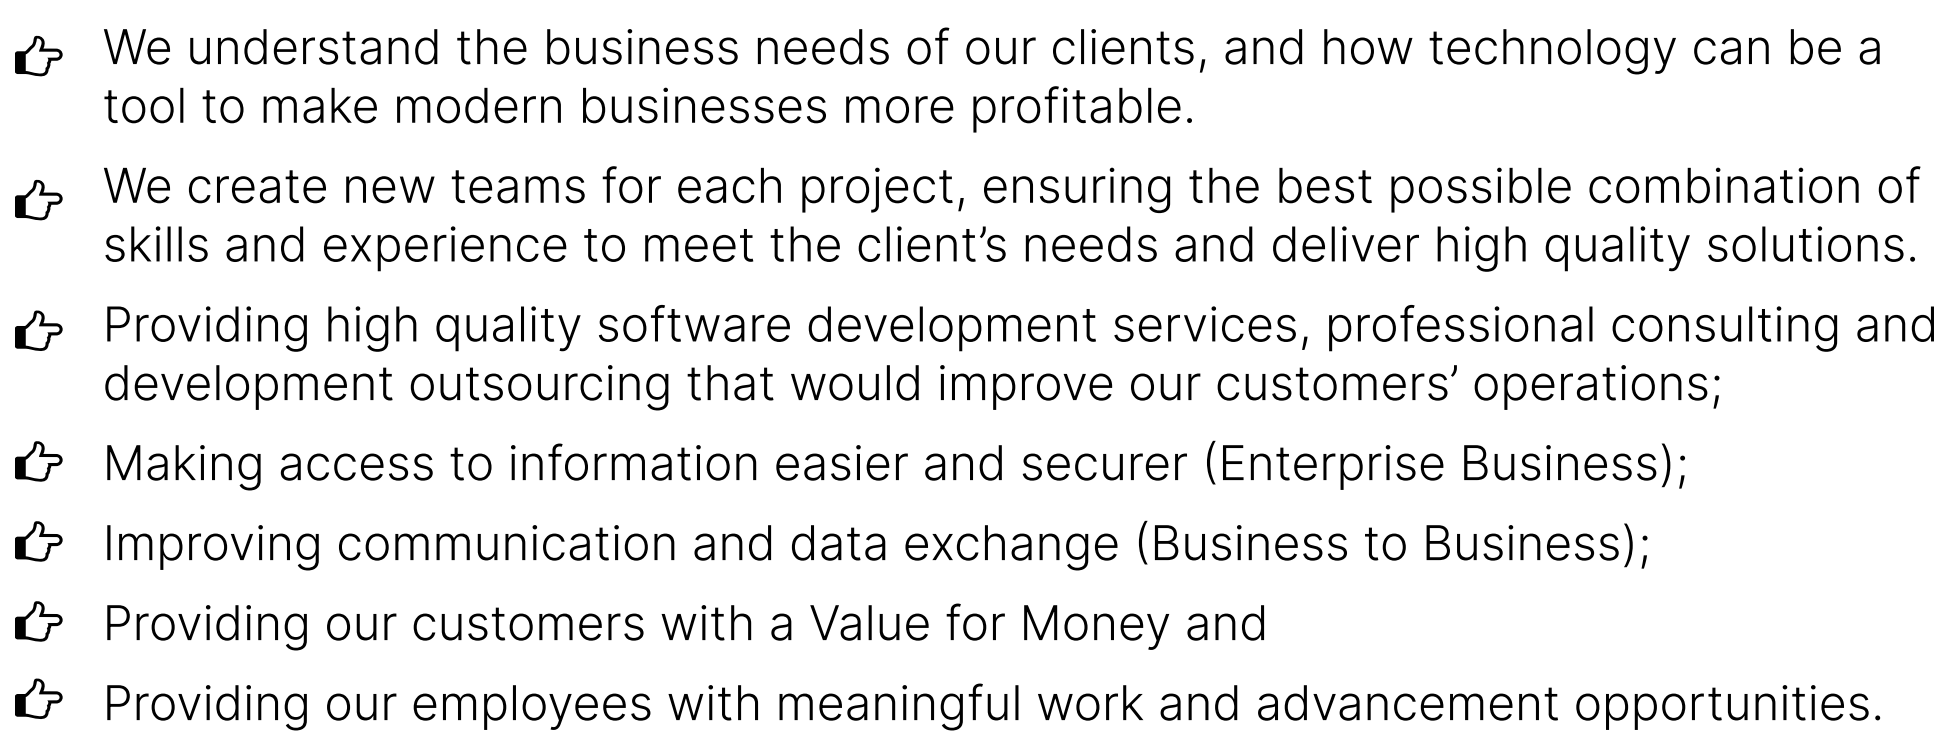 We understand the business needs of our clients, and how technology can be a
tool to make modern businesses more profitable.
We create new teams for each project, ensuring the best possible combination of
skills and experience to meet the client’s needs and deliver high quality solutions.
Providing high quality software development services, professional consulting and
development outsourcing that would improve our customers’ operations;
Making access to information easier and securer (Enterprise Business);
Improving communication and data exchange (Business to Business);
Providing our customers with a Value for Money and
Providing our employees with meaningful work and advancement opportunities.